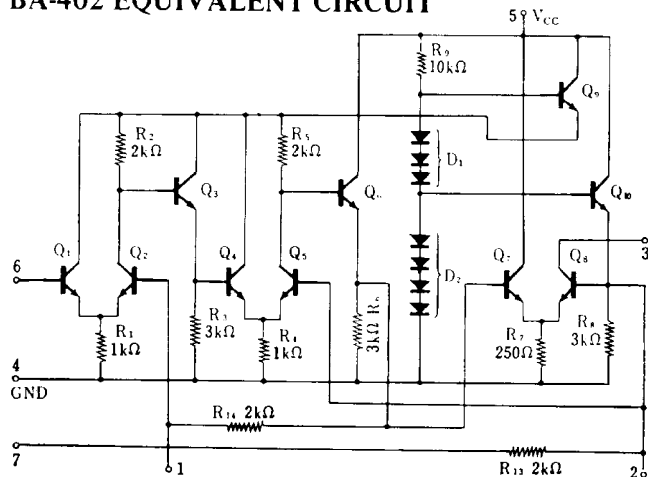 BA-402 EQUIVALENT CIRCUIT
5 VCC
R9
10kΩ
Q9
R2
2kΩ
R5
2kΩ
D1
Q3
Q6
Q10
Q1
Q2
Q4
Q5
D2
Q7
Q8
3
6
R1
1kΩ
R3
3kΩ
R4
1kΩ
R6
3kΩ
R7
250Ω
R8
3kΩ
4
GND
R14 2kΩ
7
1
R13 2kΩ
2